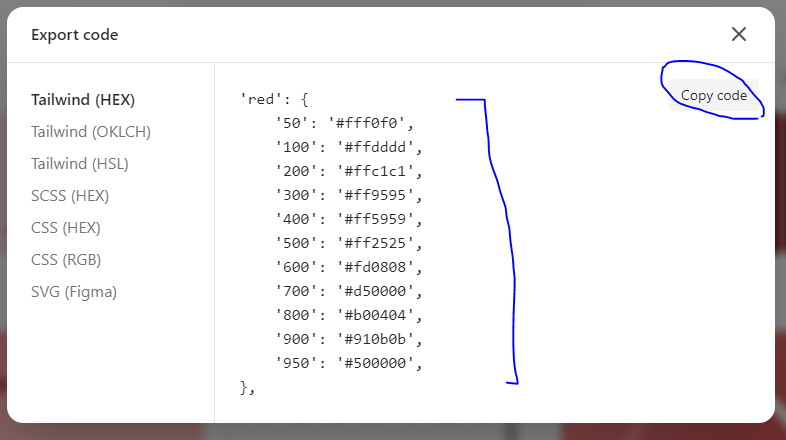 Export code
Tailwind (HEX)
Tailwind (OKLCH)
Tailwind (HSL)
SCSS (HEX)
CSS (HEX)
CSS (RGB)
SVG (Figma)
Copy code
'red': {
    '50': '#fff0f0',
    '100': '#ffdddd',
    '200': '#ffc1c1',
    '300': '#ff9595',
    '400': '#ff5959',
    '500': '#ff2525',
    '600': '#fd0808',
    '700': '#d50000',
    '800': '#b00404',
    '900': '#910b0b',
    '950': '#500000',
},